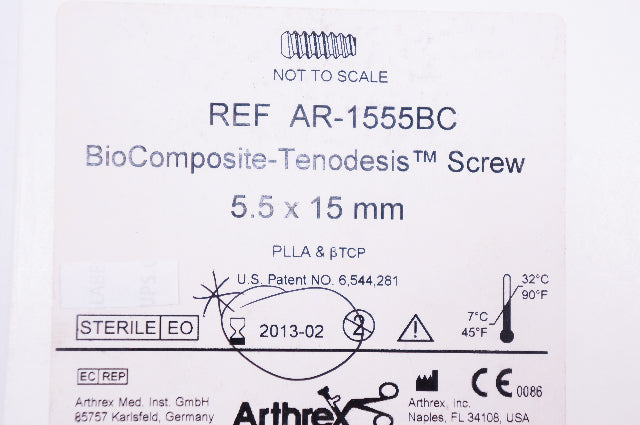 NOT TO SCALE
REF AR-1555BC
BioComposite-Tenodesis™ Screw
5.5 x 15 mm
PLLA & βTCP
U.S. Patent NO. 6,544,281
32°C
90°F
7°C
45°F
STERILE EO
2013-02
2
EC REP
CE 0086
Arthrex Med. Inst. GmbH
85757 Karlsfeld, Germany
Arthrex
Arthrex, Inc.
Naples, FL 34108, USA